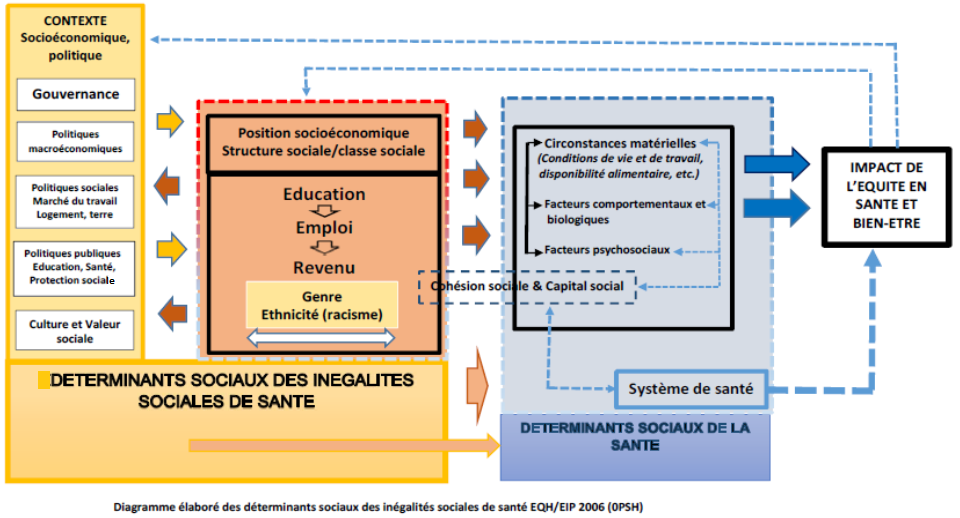 CONTEXTE
Socioéconomique,
politique
Gouvernance
Politiques
macroéconomiques
Politiques sociales
Marché du travail
Logement, terre
Politiques publiques
Education, Santé,
Protection sociale
Culture et Valeur
sociale
Position socioéconomique
Structure sociale/classe sociale
Education
Emploi
Revenu
Genre
Ethnicité (racisme)
Circonstances matérielles
(Conditions de vie et de travail,
disponibilité alimentaire, etc.)
Facteurs comportementaux et
biologiques
Facteurs psychosociaux
Cohésion sociale & Capital social
Système de santé
IMPACT DE
L'EQUITE EN
SANTE ET
BIEN-ETRE
DETERMINANTS SOCIAUX DES INEGALITES
SOCIALES DE SANTE
DETERMINANTS SOCIAUX DE LA
SANTE
Diagramme élaboré des déterminants sociaux des inégalités sociales de santé EQH/EIP 2006 (0PSH)